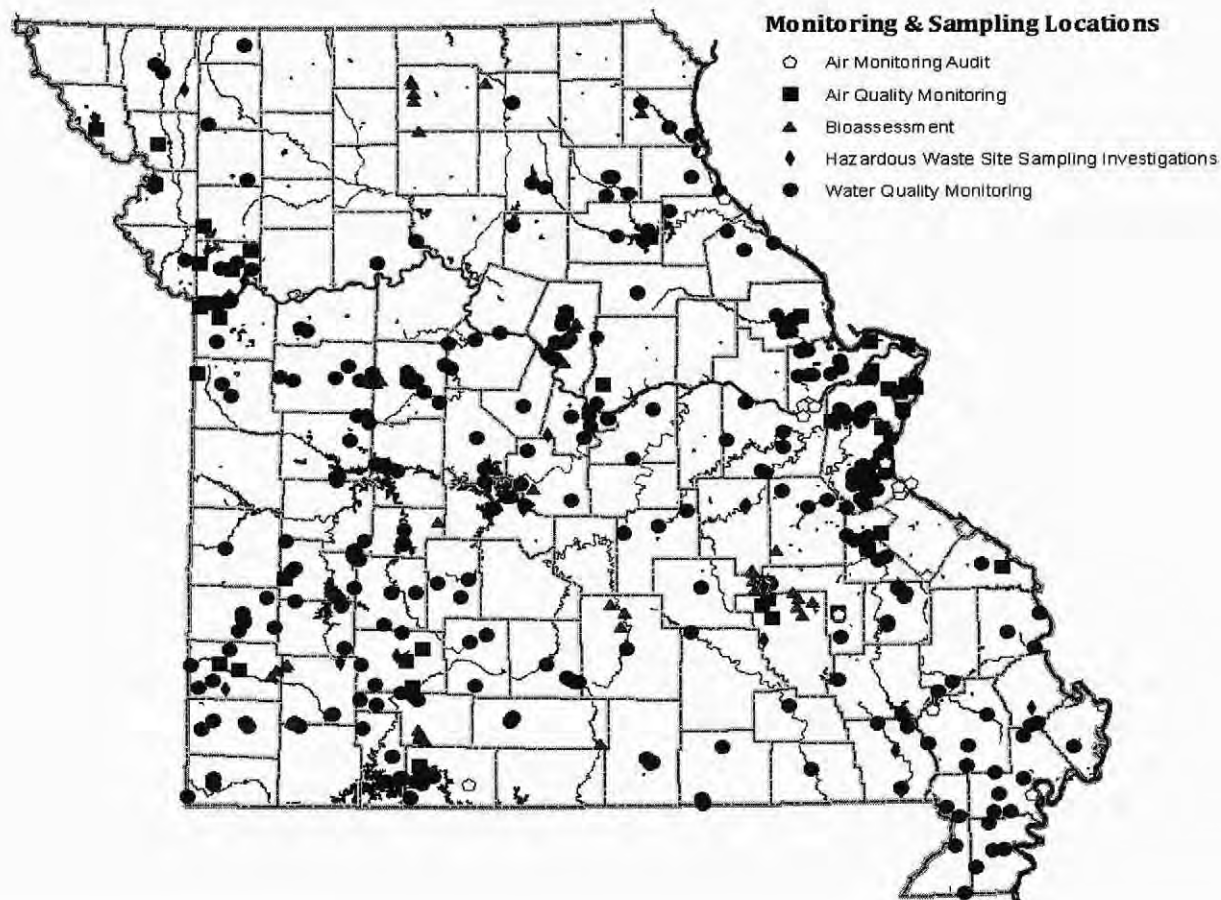 Monitoring & Sampling Locations
Air Monitoring Audit
Air Quality Monitoring
Bioassessment
Hazardous Waste Site Sampling Investigations
Water Quality Monitoring